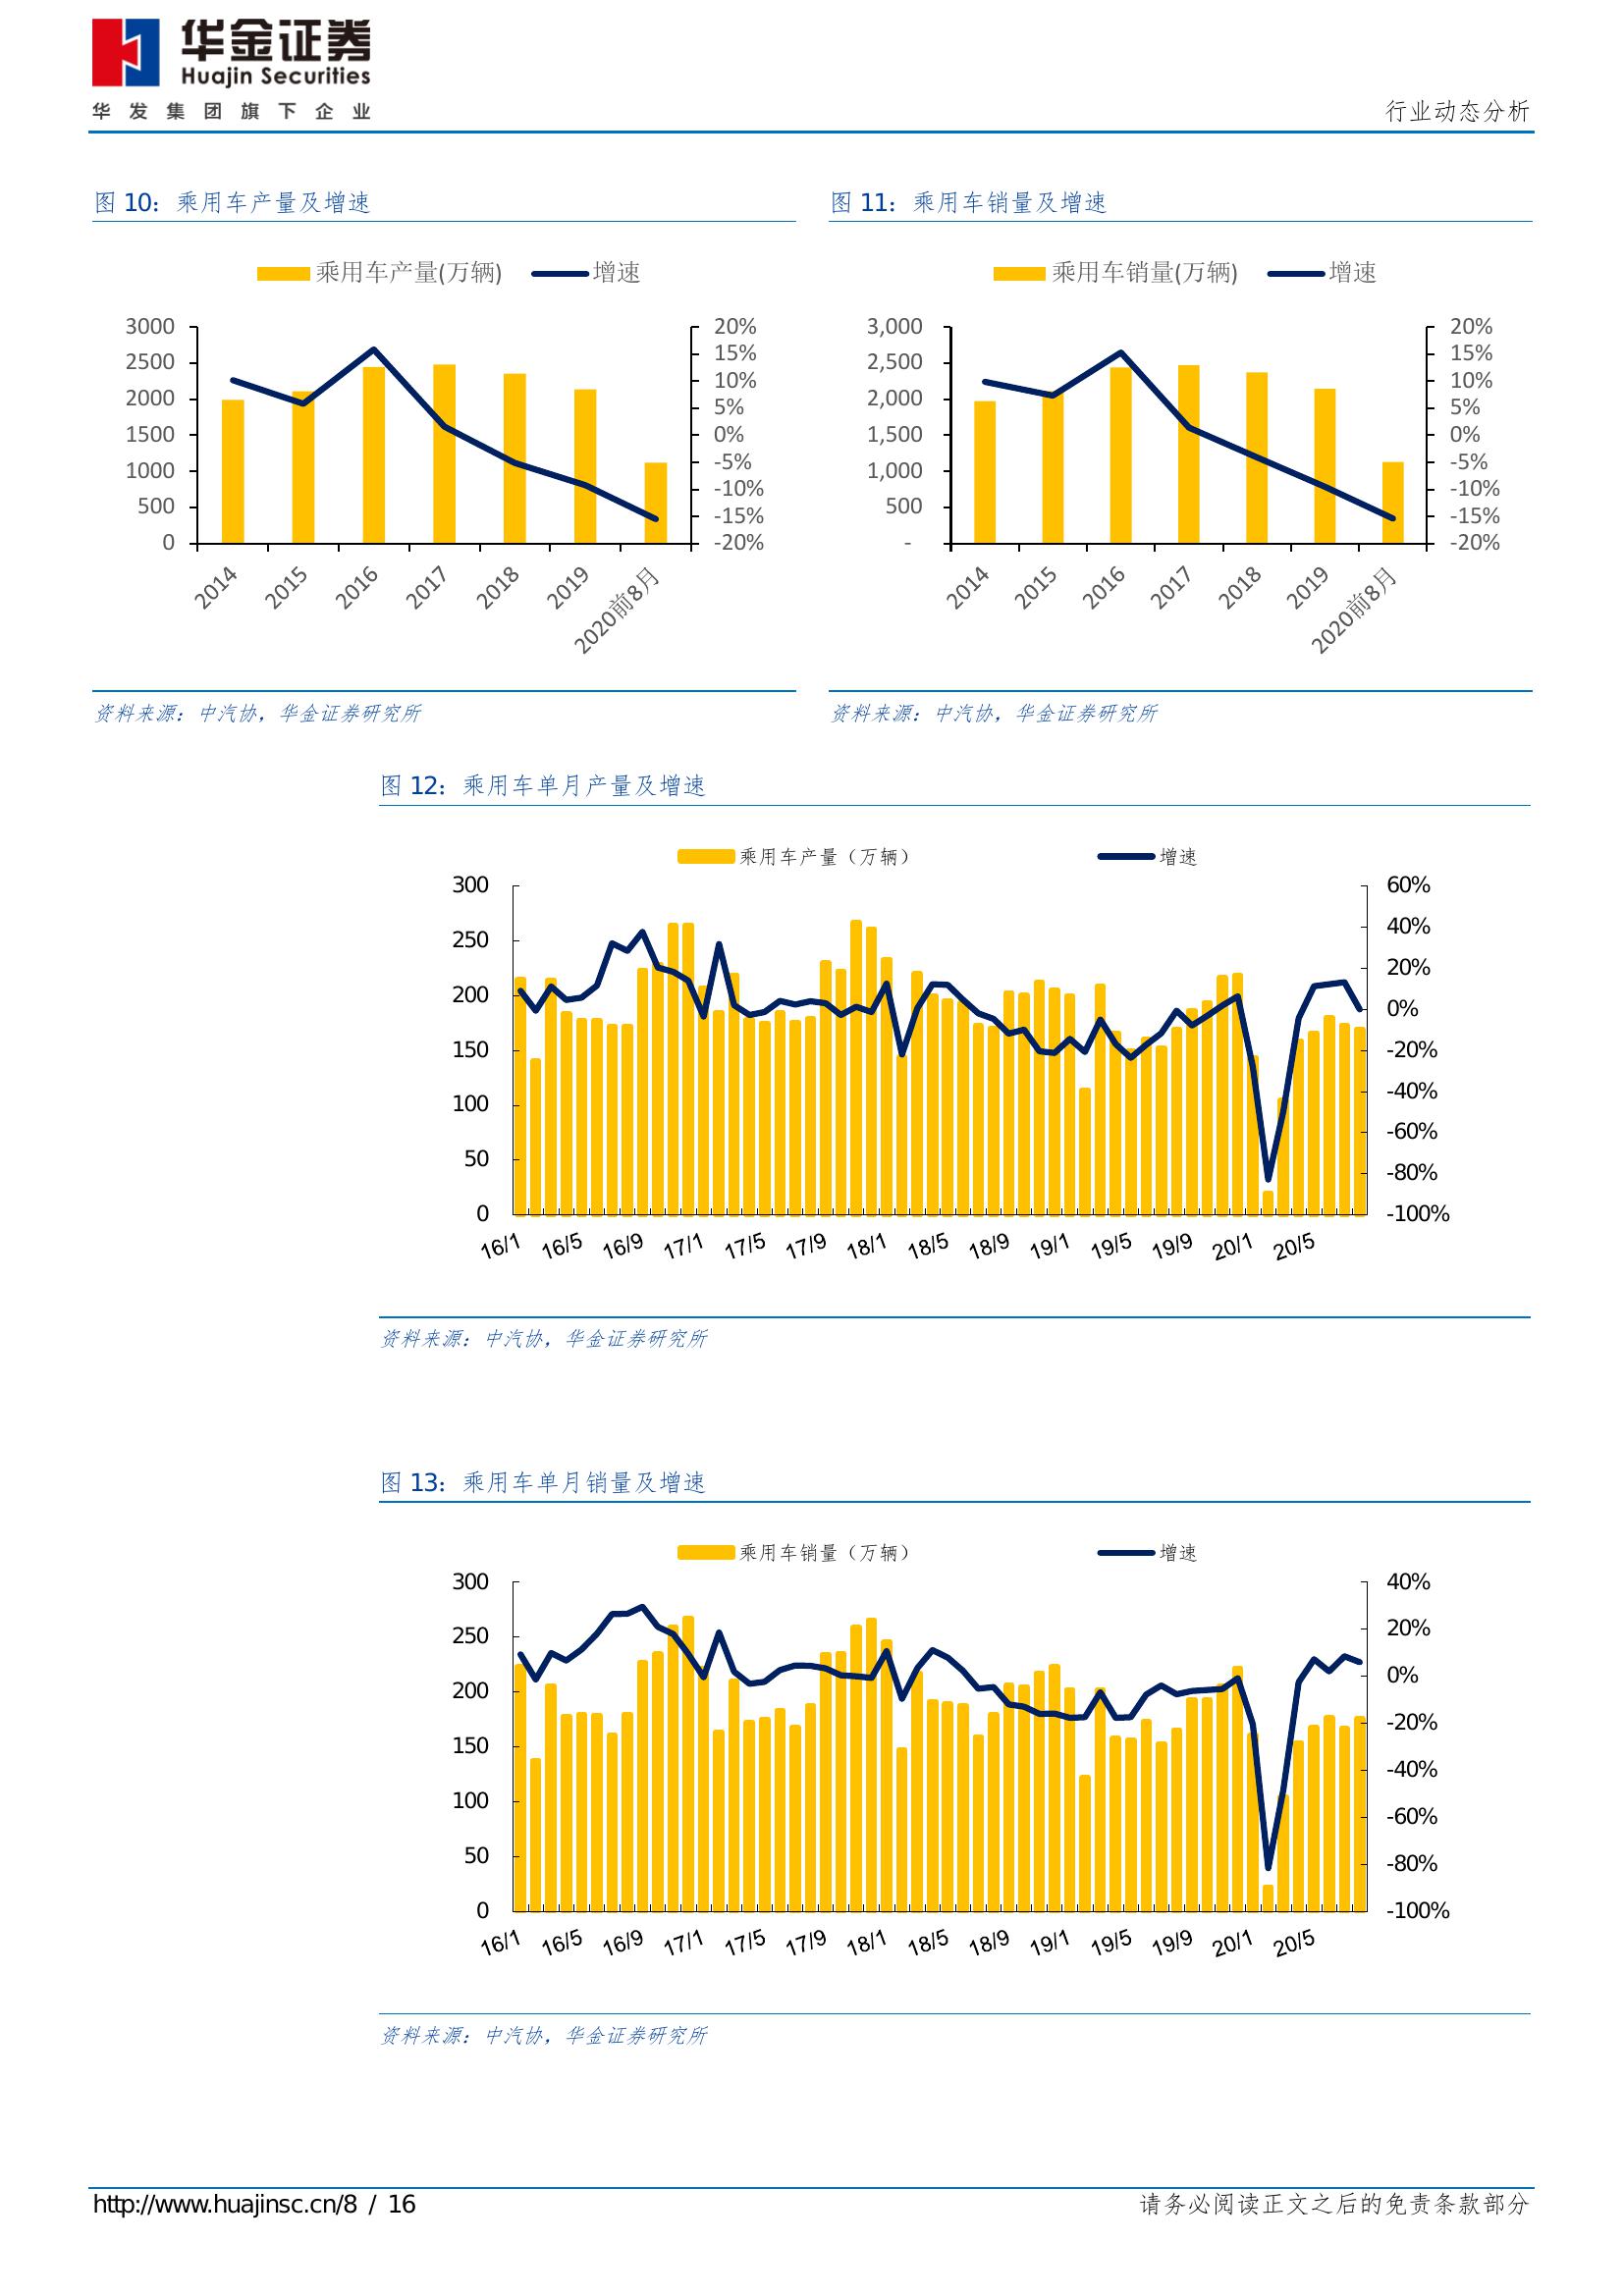 华金证券
Huajin Securities
华发集团旗下企业
行业动态分析
图 10：乘用车产量及增速
乘用车产量(万辆) 增速
3000 20%
2500 15%
2000 10%
1500 5%
1000 0%
500 -5%
0 -10%
-15%
-20%
2014 2015 2016 2017 2018 2019 2020前8月
资料来源：中汽协，华金证券研究所
图 11：乘用车销量及增速
乘用车销量(万辆) 增速
3,000 20%
2,500 15%
2,000 10%
1,500 5%
1,000 0%
500 -5%
- -10%
-15%
-20%
2014 2015 2016 2017 2018 2019 2020前8月
资料来源：中汽协，华金证券研究所
图 12：乘用车单月产量及增速
乘用车产量（万辆） 增速
300 60%
250 40%
200 20%
150 0%
100 -20%
50 -40%
0 -60%
-80%
-100%
16/1 16/5 16/9 17/1 17/5 17/9 18/1 18/5 18/9 19/1 19/5 19/9 20/1 20/5
资料来源：中汽协，华金证券研究所
图 13：乘用车单月销量及增速
乘用车销量（万辆） 增速
300 40%
250 20%
200 0%
150 -20%
100 -40%
50 -60%
0 -80%
-100%
16/1 16/5 16/9 17/1 17/5 17/9 18/1 18/5 18/9 19/1 19/5 19/9 20/1 20/5
资料来源：中汽协，华金证券研究所
http://www.huajinsc.cn/8 / 16 请务必阅读正文之后的免责条款部分